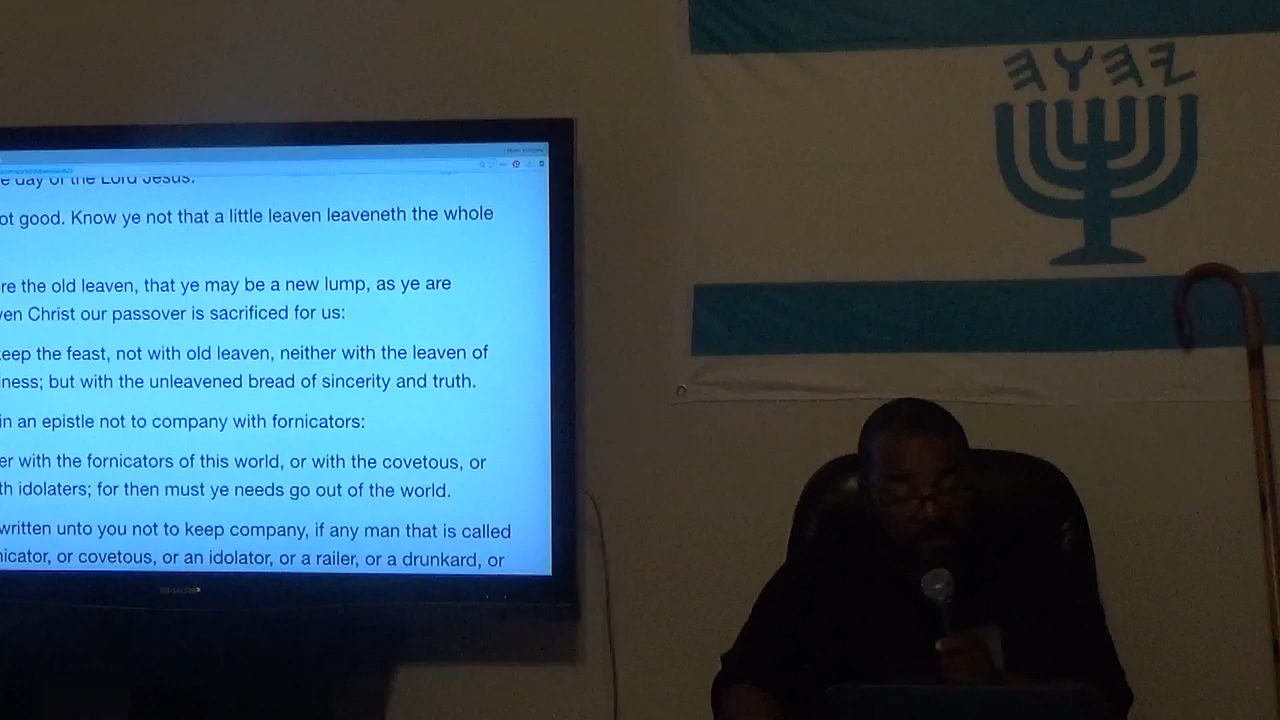 e day of the Lord Jesus.
ot good. Know ye not that a little leaven leaveneth the whole
re the old leaven, that ye may be a new lump, as ye are
ven Christ our passover is sacrificed for us:
keep the feast, not with old leaven, neither with the leaven of
ness; but with the unleavened bread of sincerity and truth.
in an epistle not to company with fornicators:
er with the fornicators of this world, or with the covetous, or
th idolaters; for then must ye needs go out of the world.
written unto you not to keep company, if any man that is called
nicator, or covetous, or an idolator, or a railer, or a drunkard, or
SHARP
𐤉𐤄𐤅𐤄